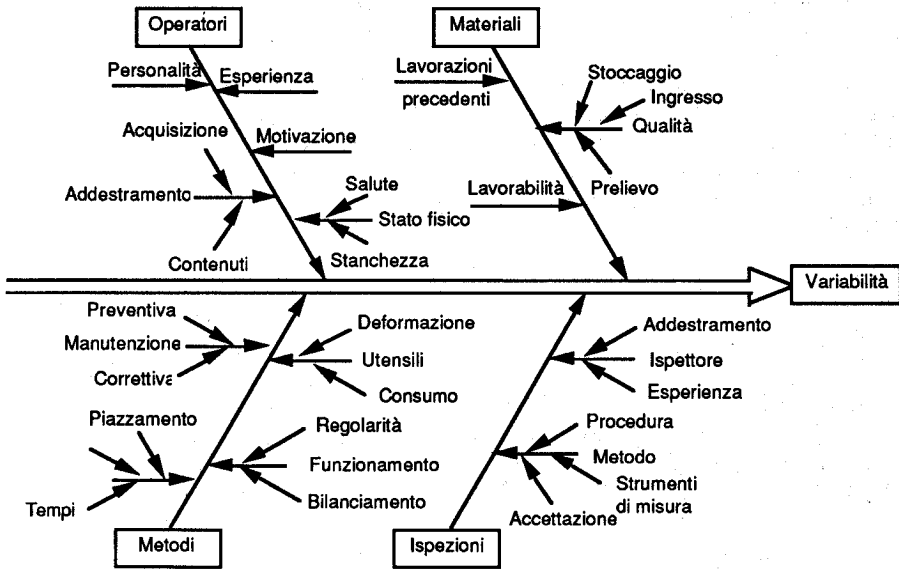 Operatori
Materiali
Personalità
Esperienza
Lavorazioni
precedenti
Stoccaggio
Ingresso
Qualità
Acquisizione
Motivazione
Addestramento
Salute
Stato fisico
Lavorabilità
Prelievo
Contenuti
Stanchezza
Variabilità
Preventiva
Manutenzione
Correttiva
Deformazione
Utensili
Consumo
Addestramento
Ispettore
Esperienza
Piazzamento
Regolarità
Funzionamento
Bilanciamento
Procedura
Metodo
Strumenti
di misura
Tempi
Accettazione
Metodi
Ispezioni